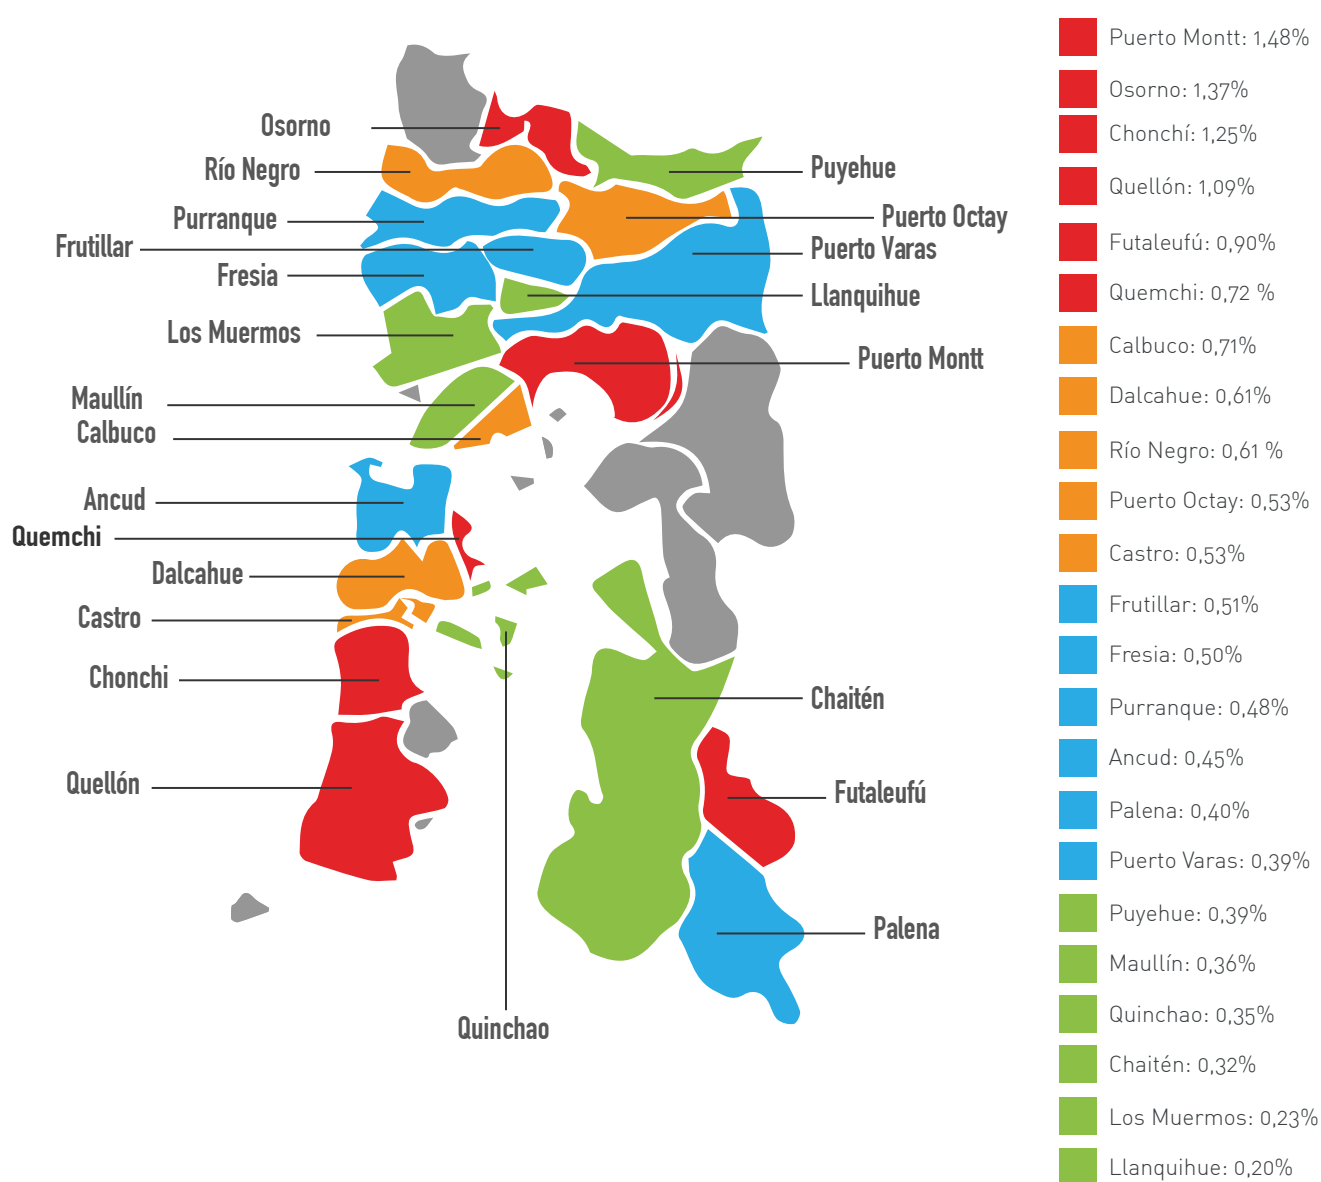 Osorno
Río Negro
Purranque
Frutillar
Fresia
Los Muermos
Maullín
Calbuco
Ancud
Quemchi
Dalcahue
Castro
Chonchi
Quellón
Quinchao
Puyehue
Puerto Octay
Puerto Varas
Llanquihue
Puerto Montt
Chaitén
Futaleufú
Palena
Puerto Montt: 1,48%
Osorno: 1,37%
Chonchí: 1,25%
Quellón: 1,09%
Futaleufú: 0,90%
Quemchi: 0,72 %
Calbuco: 0,71%
Dalcahue: 0,61%
Río Negro: 0,61 %
Puerto Octay: 0,53%
Castro: 0,53%
Frutillar: 0,51%
Fresia: 0,50%
Purranque: 0,48%
Ancud: 0,45%
Palena: 0,40%
Puerto Varas: 0,39%
Puyehue: 0,39%
Maullín: 0,36%
Quinchao: 0,35%
Chaitén: 0,32%
Los Muermos: 0,23%
Llanquihue: 0,20%